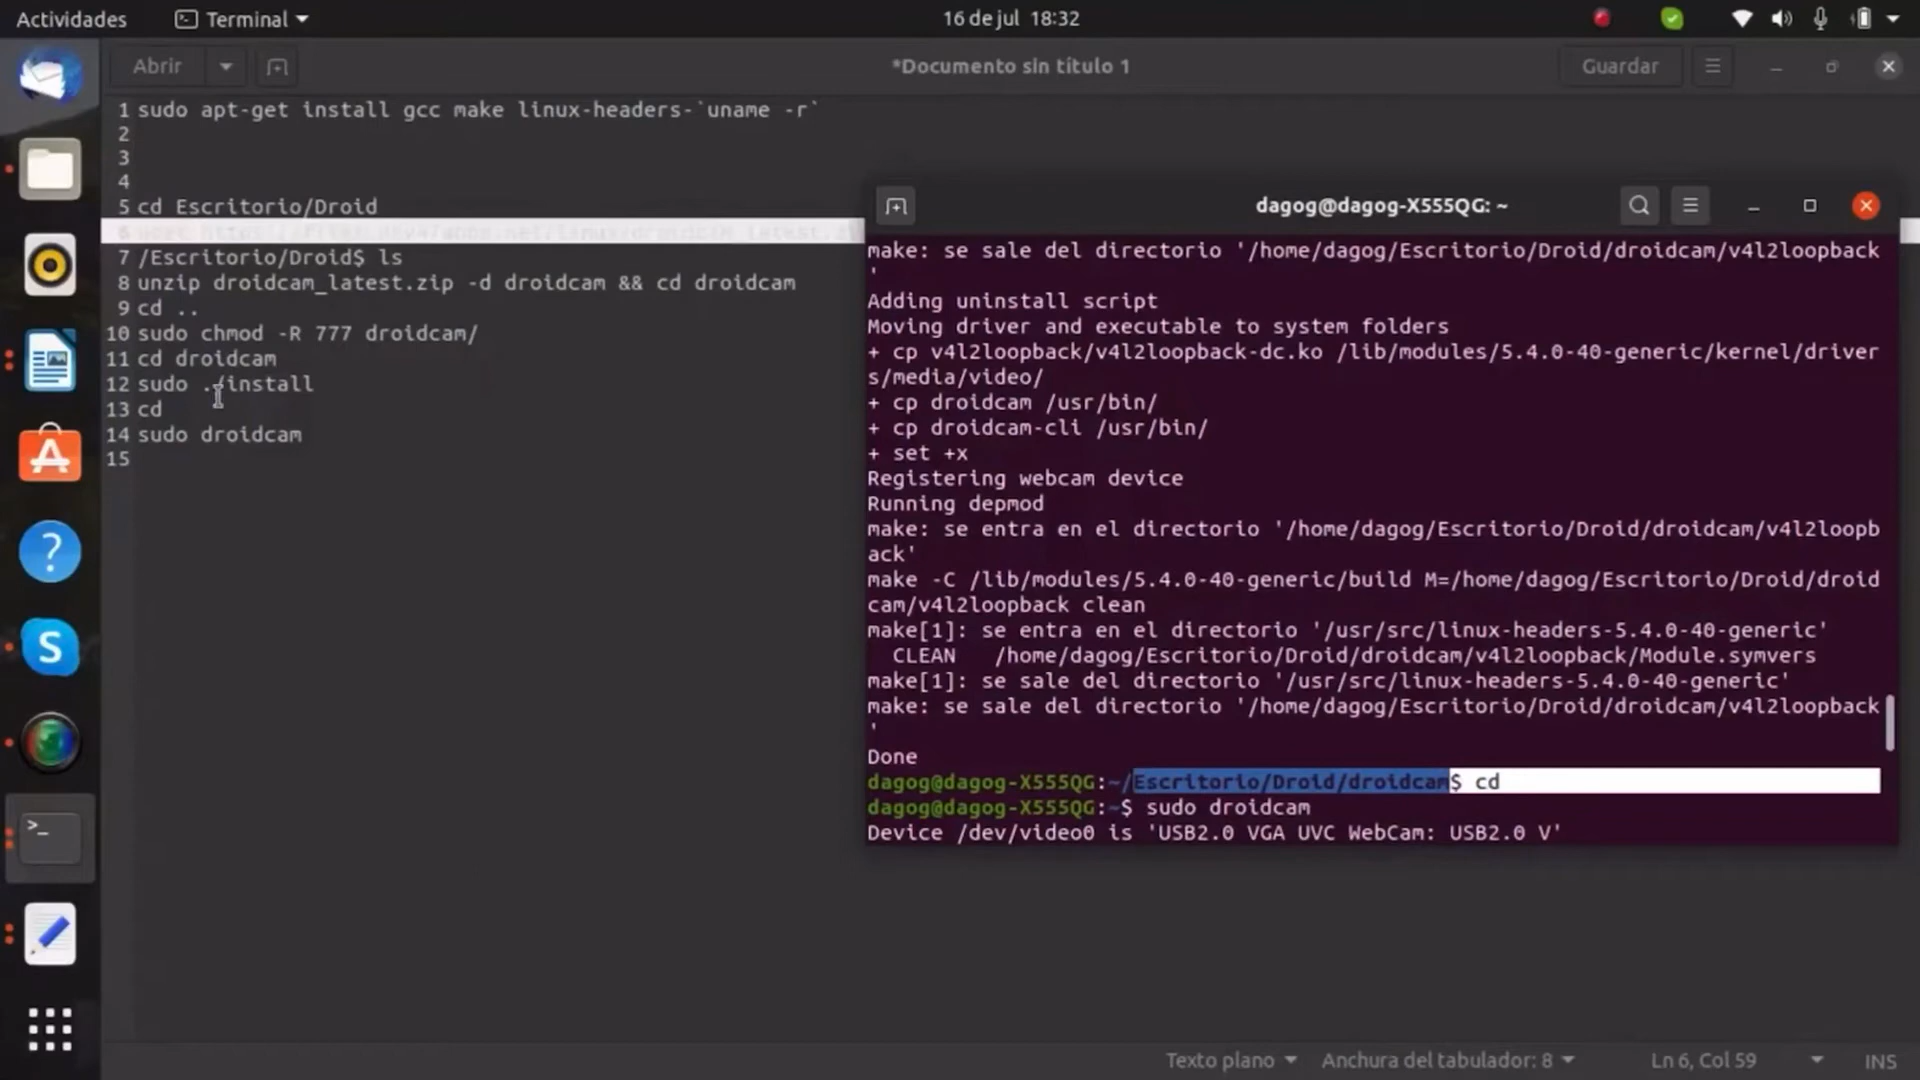 Actividades
Terminal
16 de jul 18:32
Abrir
*Documento sin título 1
Guardar
1 sudo apt-get install gcc make linux-headers-`uname -r`
2
3
4
5 cd Escritorio/Droid
6
7 /Escritorio/Droid$ ls
8 unzip droidcam_latest.zip -d droidcam && cd droidcam
9 cd ..
10 sudo chmod -R 777 droidcam/
11 cd droidcam
12 sudo ./install
13 cd
14 sudo droidcam
15
dagog@dagog-X555QG: ~
make: se sale del directorio '/home/dagog/Escritorio/Droid/droidcam/v4l2loopback
'
Adding uninstall script
Moving driver and executable to system folders
+ cp v4l2loopback/v4l2loopback-dc.ko /lib/modules/5.4.0-40-generic/kernel/driver
s/media/video/
+ cp droidcam /usr/bin/
+ cp droidcam-cli /usr/bin/
+ set +x
Registering webcam device
Running depmod
make: se entra en el directorio '/home/dagog/Escritorio/Droid/droidcam/v4l2loopb
ack'
make -C /lib/modules/5.4.0-40-generic/build M=/home/dagog/Escritorio/Droid/droid
cam/v4l2loopback clean
make[1]: se entra en el directorio '/usr/src/linux-headers-5.4.0-40-generic'
CLEAN /home/dagog/Escritorio/Droid/droidcam/v4l2loopback/Module.symvers
make[1]: se sale del directorio '/usr/src/linux-headers-5.4.0-40-generic'
make: se sale del directorio '/home/dagog/Escritorio/Droid/droidcam/v4l2loopback
'
Done
dagog@dagog-X555QG:~/Escritorio/Droid/droidcam$ cd
dagog@dagog-X555QG:~$ sudo droidcam
Device /dev/video0 is 'USB2.0 VGA UVC WebCam: USB2.0 V'
Texto plano
Anchura del tabulador: 8
Ln 6, Col 59
INS